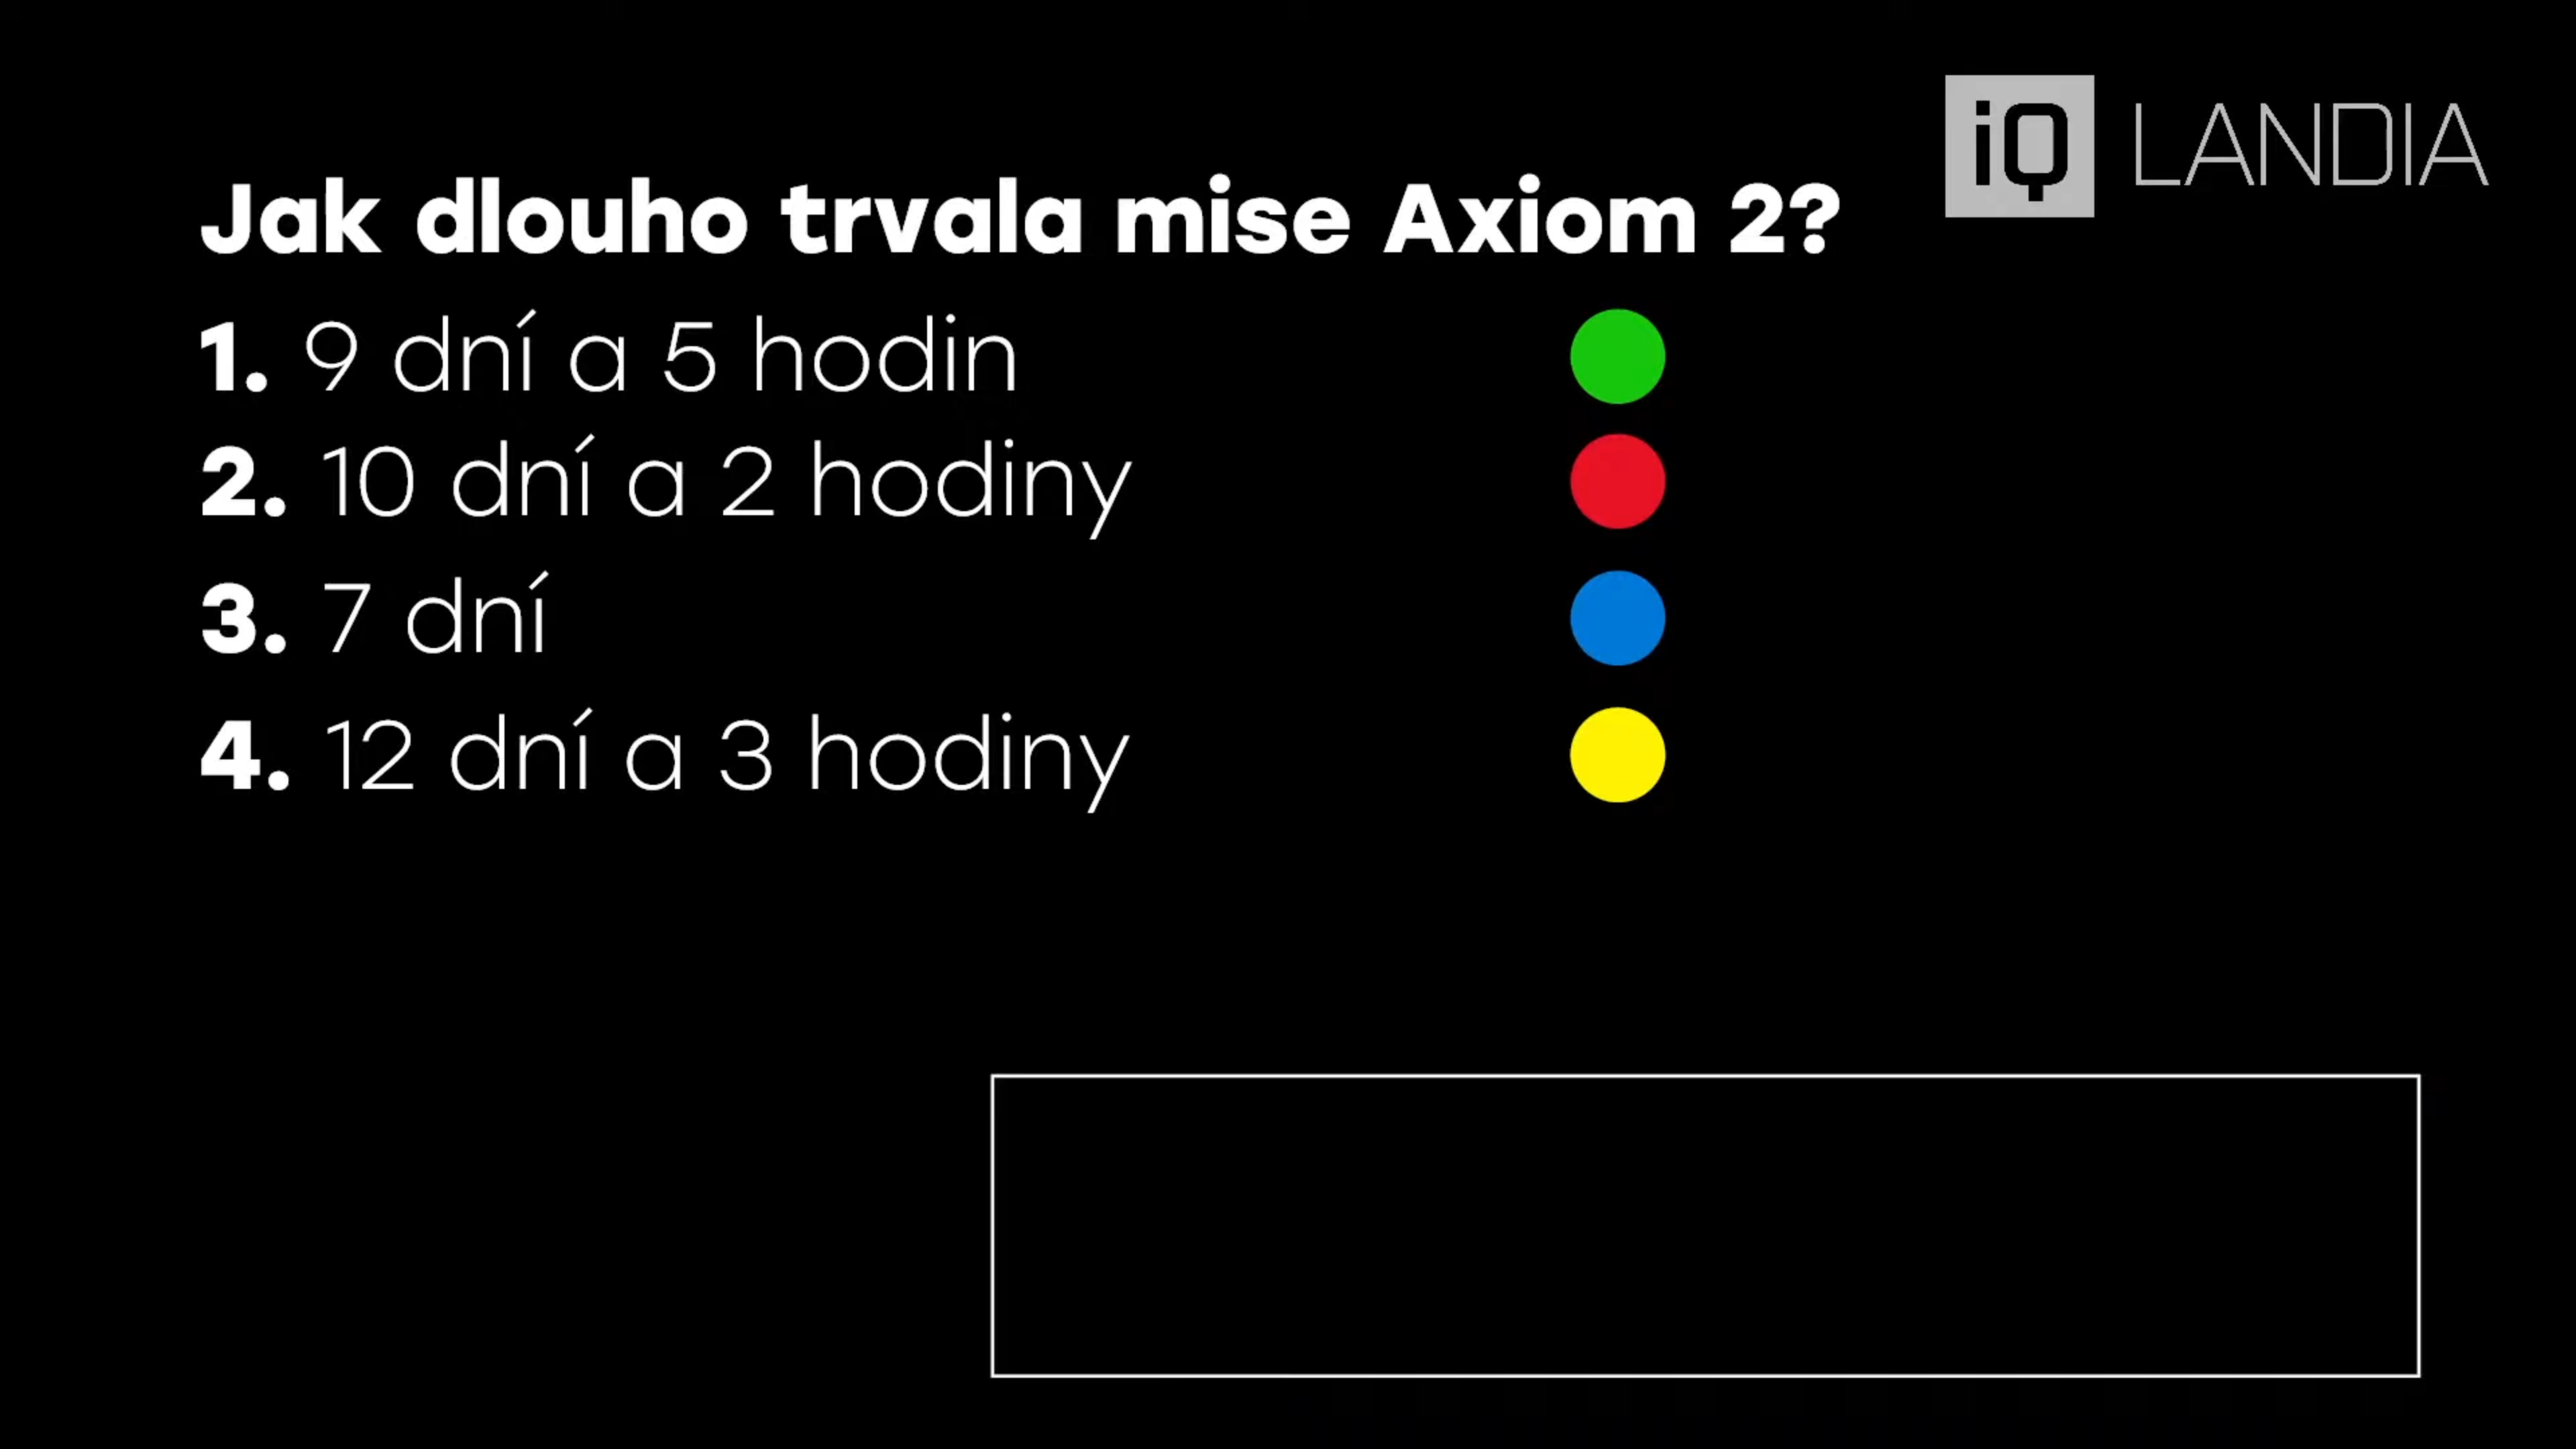 iQ LANDIA
Jak dlouho trvala mise Axiom 2?
1. 9 dní a 5 hodin
2. 10 dní a 2 hodiny
3. 7 dní
4. 12 dní a 3 hodiny